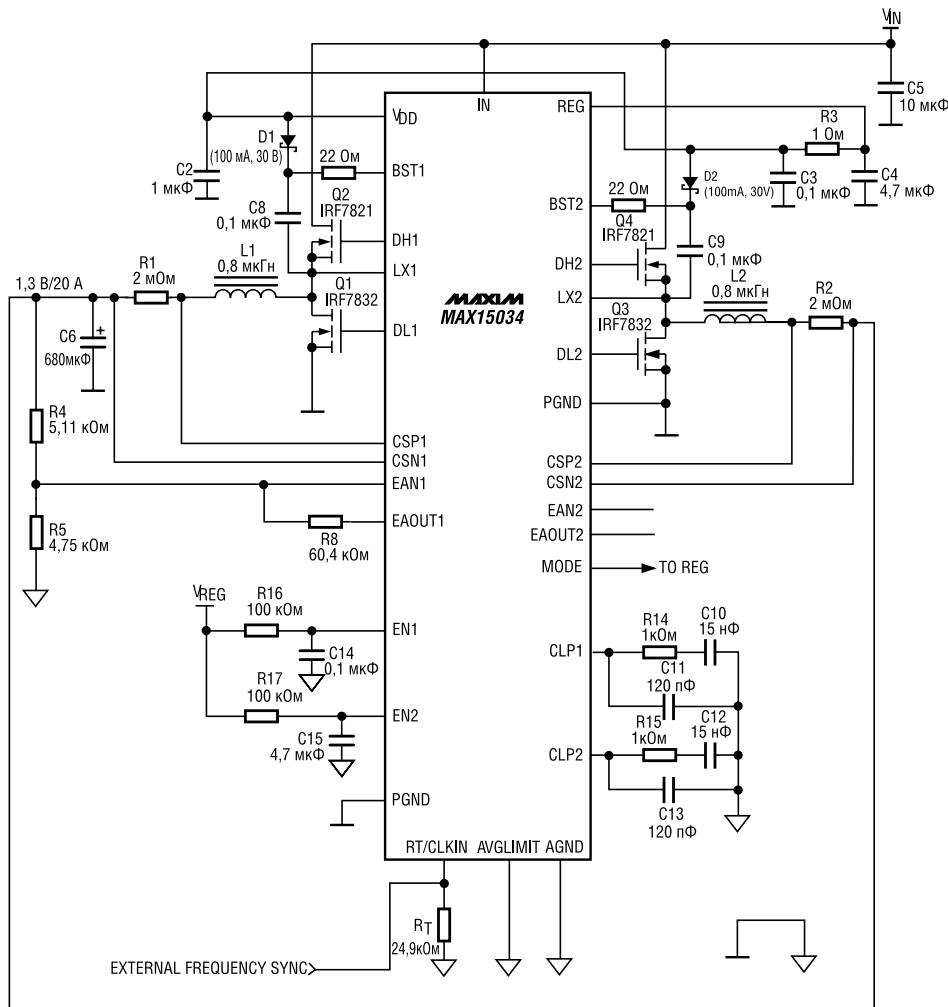 VIN
C5
10 мкФ
IN
REG
R3
1 Ом
VDD
D1
(100 mA, 30 В)
C2
1 мкФ
22 Ом
BST1
D2
(100mA, 30V)
C3
0,1 мкФ
C4
4,7 мкФ
22 Ом
BST2
C8
0,1 мкФ
Q2
IRF7821
DH1
Q4
IRF7821
DH2
C9
0,1 мкФ
L1
0,8 мкГн
LX1
LX2
L2
0,8 мкГн
1,3 В/20 А
R1
2 мОм
Q1
IRF7832
MAXIM
MAX15034
Q3
IRF7832
R2
2 мОм
C6
+
680мкФ
DL1
DL2
PGND
R4
5,11 кОм
CSP1
CSN1
CSP2
CSN2
EAN1
EAN2
R5
4,75 кОм
R8
60,4 кОм
EAOUT1
EAOUT2
MODE
TO REG
VREG
R16
100 кОм
EN1
C14
0,1 мкФ
CLP1
R14
1кОм
C10
15 нФ
C11
120 пФ
R17
100 кОм
EN2
C15
4,7 мкФ
R15
1кОм
C12
15 нФ
CLP2
C13
120 пФ
PGND
RT/CLKIN
AVGLIMIT
AGND
RT
24,9кОм
EXTERNAL FREQUENCY SYNC